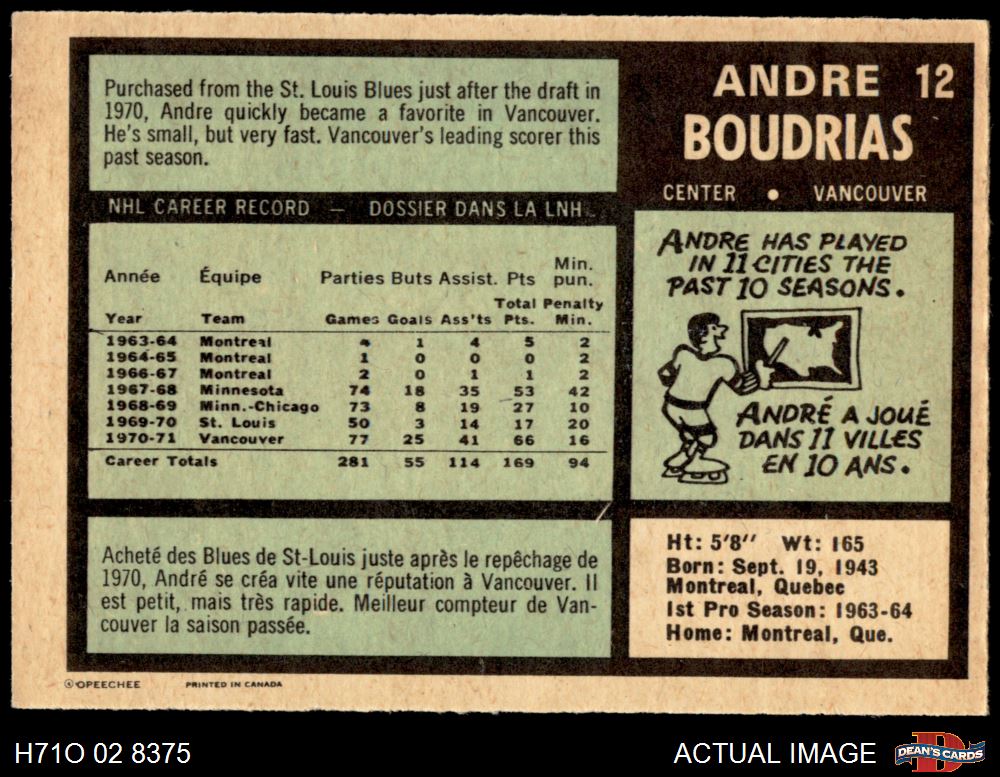 Purchased from the St. Louis Blues just after the draft in
1970, Andre quickly became a favorite in Vancouver.
He's small, but very fast. Vancouver's leading scorer this
past season.
ANDRE 12
BOUDRIAS
CENTER • VANCOUVER
NHL CAREER RECORD — DOSSIER DANS LA LNH
Année Équipe Parties Buts Assist. Pts Min. pun.
Year Team Games Goals Ass'ts Total Pts. Penalty Min.
1963-64 Montreal 4 1 4 5 2
1964-65 Montreal 1 0 0 0 2
1966-67 Montreal 2 0 1 1 2
1967-68 Minnesota 74 18 35 53 42
1968-69 Minn.-Chicago 73 8 19 27 10
1969-70 St. Louis 50 3 14 17 20
1970-71 Vancouver 77 25 41 66 16
Career Totals 281 55 114 169 94
ANDRE HAS PLAYED
IN 11 CITIES THE
PAST 10 SEASONS.
ANDRÉ A JOUÉ
DANS 11 VILLES
EN 10 ANS.
Acheté des Blues de St-Louis juste après le repêchage de
1970, André se créa vite une réputation à Vancouver. Il
est petit, mais très rapide. Meilleur compteur de Van-
couver la saison passée.
Ht: 5'8" Wt: 165
Born: Sept. 19, 1943
Montreal, Quebec
1st Pro Season: 1963-64
Home: Montreal, Que.
©OPEECHEE PRINTED IN CANADA
H71O 02 8375
ACTUAL IMAGE
D
DEAN'S CARDS